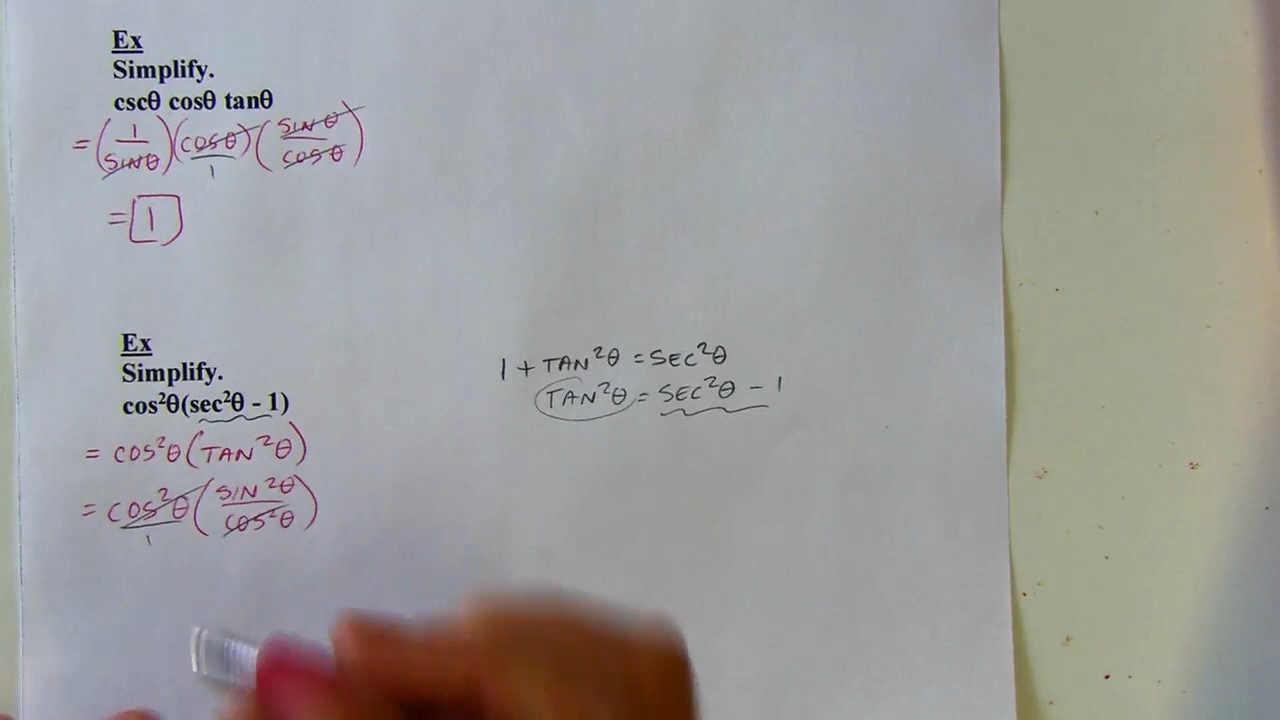 Ex
Simplify.
cscθ cosθ tanθ
= (1/SINθ) (COSθ/1) (SINθ/COSθ)
= 1
Ex
Simplify.
cos²θ(sec²θ - 1)
= COS²θ (TAN²θ)
= COS²θ/1 (SIN²θ/COS²θ)
1 + TAN²θ = SEC²θ
TAN²θ = SEC²θ - 1